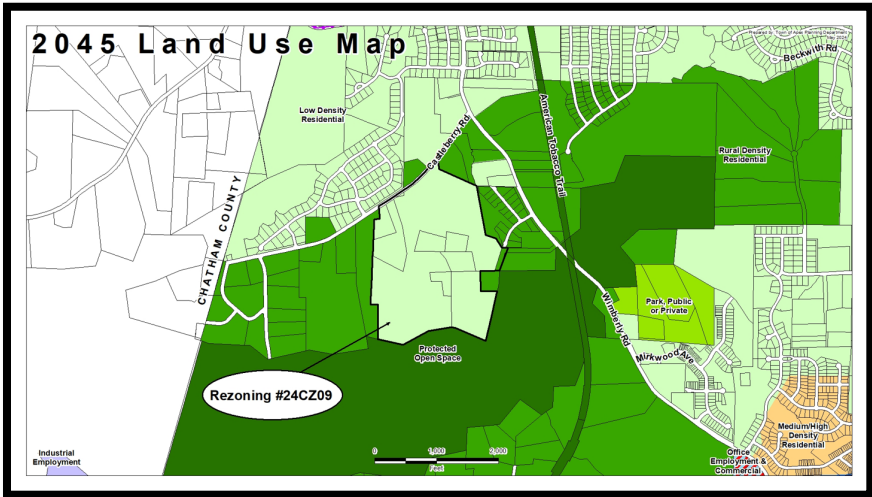 2045 Land Use Map
Prepared by Town of Apex Planning Department
Beckwith Rd
Low Density
Residential
Castleberry Rd
American Tobacco Trail
Rural Density
Residential
CHATHAM COUNTY
Park, Public
or Private
Wimberly Rd
Protected
Open Space
Mirkwood Ave
Rezoning #24CZ09
Medium/High
Density
Residential
Industrial
Employment
0 1,000 2,000
Feet
Office
Employment &
Commercial